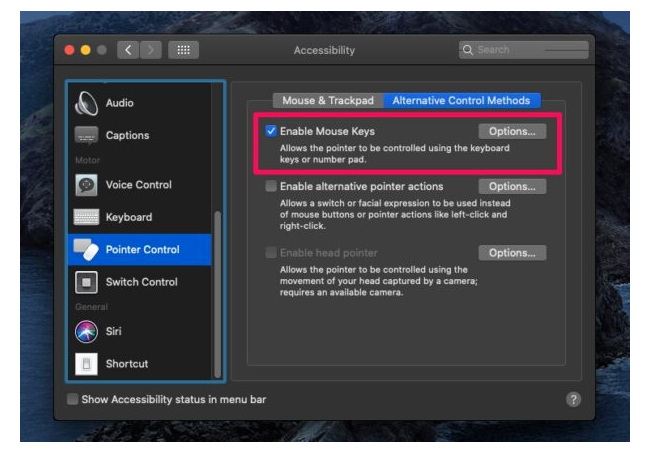 Accessibility
Search
Audio
Captions
Motor
Voice Control
Keyboard
Pointer Control
Switch Control
General
Siri
Shortcut
Mouse & Trackpad
Alternative Control Methods
Enable Mouse Keys
Options...
Allows the pointer to be controlled using the keyboard
keys or number pad.
Enable alternative pointer actions
Options...
Allows a switch or facial expression to be used instead
of mouse buttons or pointer actions like left-click and
right-click.
Enable head pointer
Options...
Allows the pointer to be controlled using the
movement of your head captured by a camera;
requires an available camera.
Show Accessibility status in menu bar
?